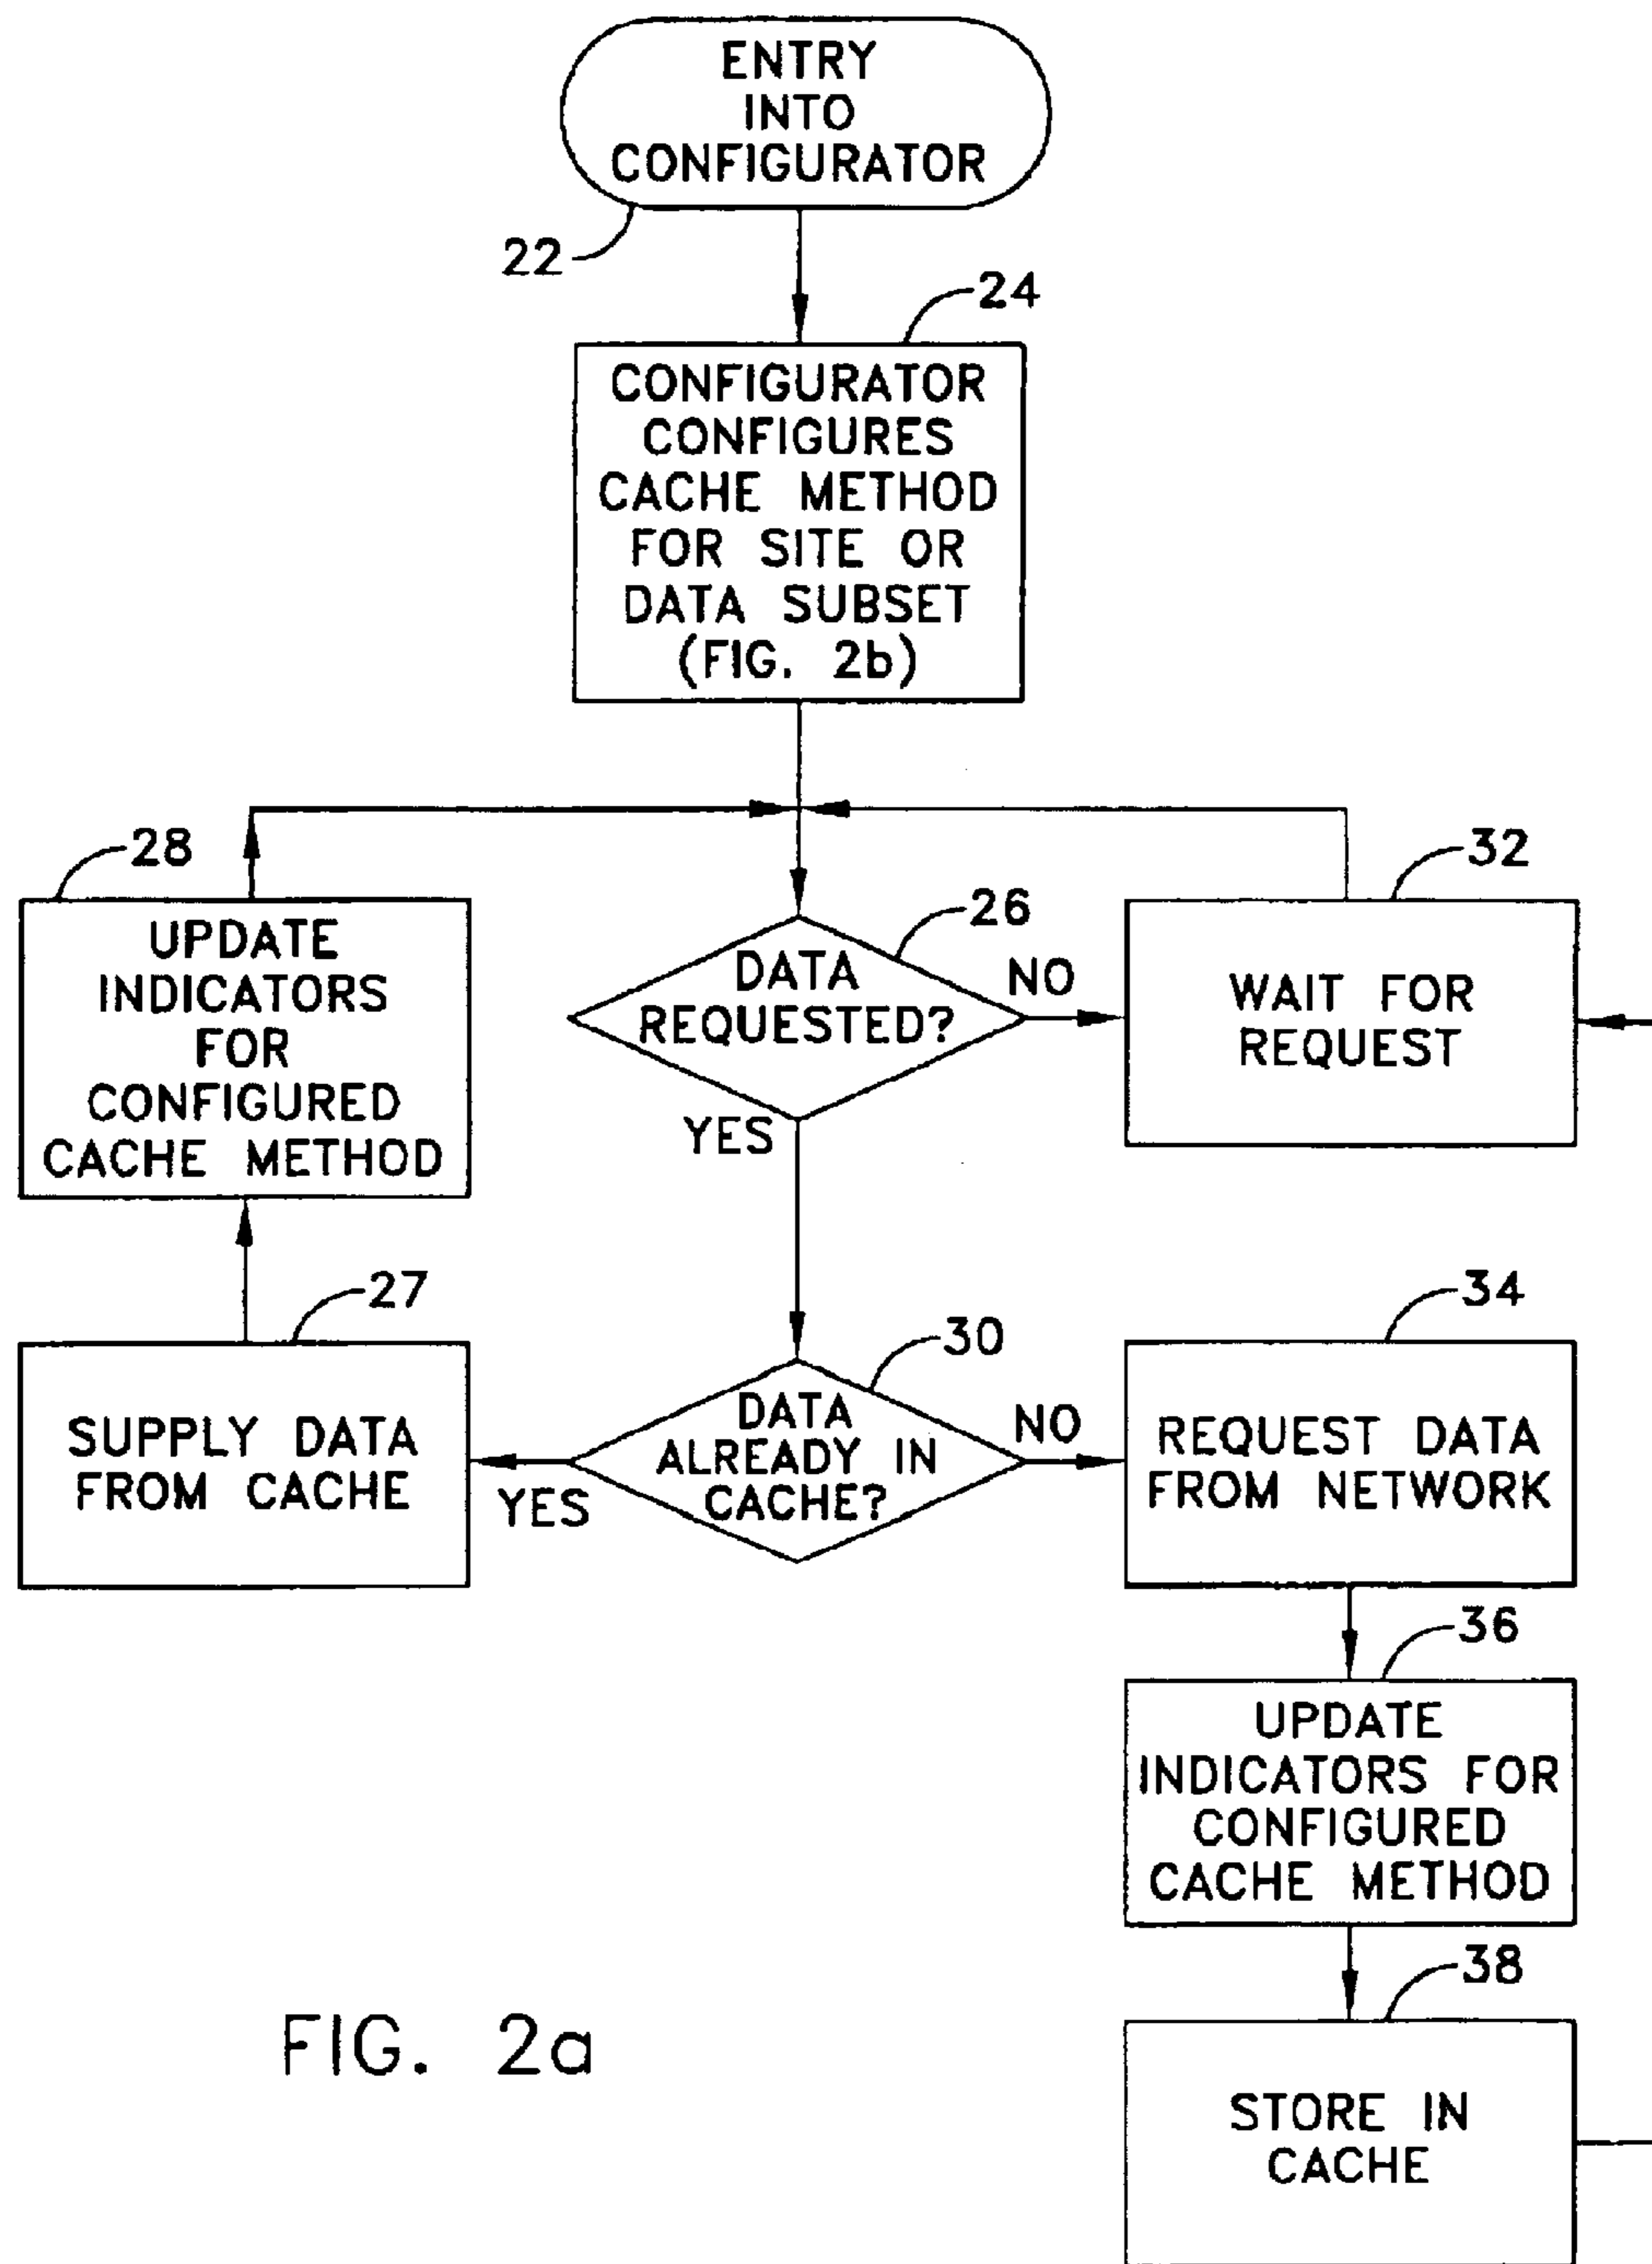 ENTRY
INTO
CONFIGURATOR
22
24
CONFIGURATOR
CONFIGURES
CACHE METHOD
FOR SITE OR
DATA SUBSET
(FIG. 2b)
28
UPDATE
INDICATORS
FOR
CONFIGURED
CACHE METHOD
26
DATA
REQUESTED?
NO
YES
32
WAIT FOR
REQUEST
27
SUPPLY DATA
FROM CACHE
30
DATA
ALREADY IN
CACHE?
YES
NO
34
REQUEST DATA
FROM NETWORK
36
UPDATE
INDICATORS FOR
CONFIGURED
CACHE METHOD
38
STORE IN
CACHE
FIG. 2a